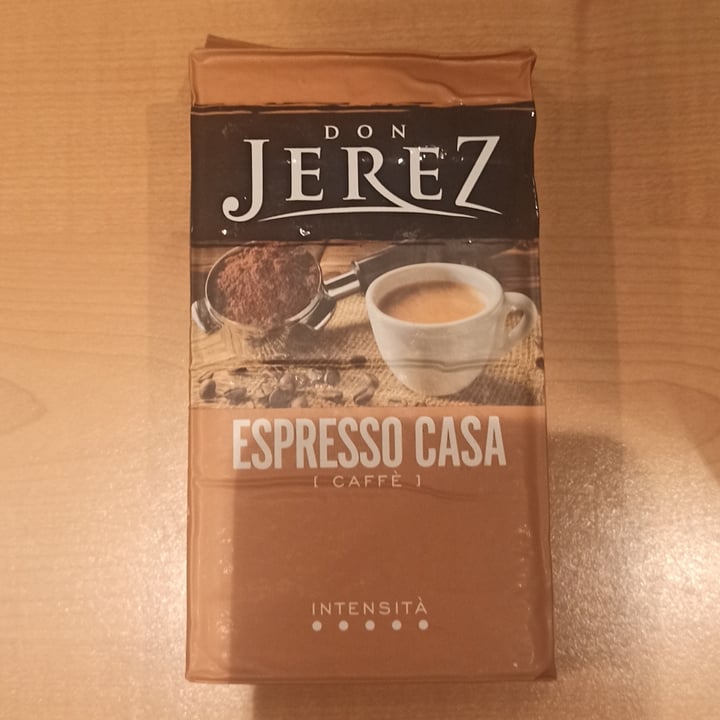 DON
JEREZ
ESPRESSO CASA
[ CAFFÈ ]
INTENSITÀ